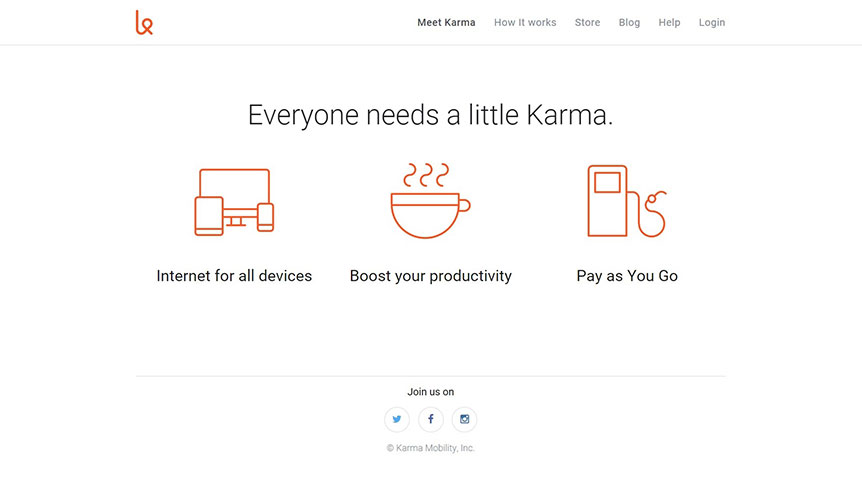 Meet Karma How It works Store Blog Help Login
Everyone needs a little Karma.
Internet for all devices Boost your productivity Pay as You Go
Join us on
© Karma Mobility, Inc.